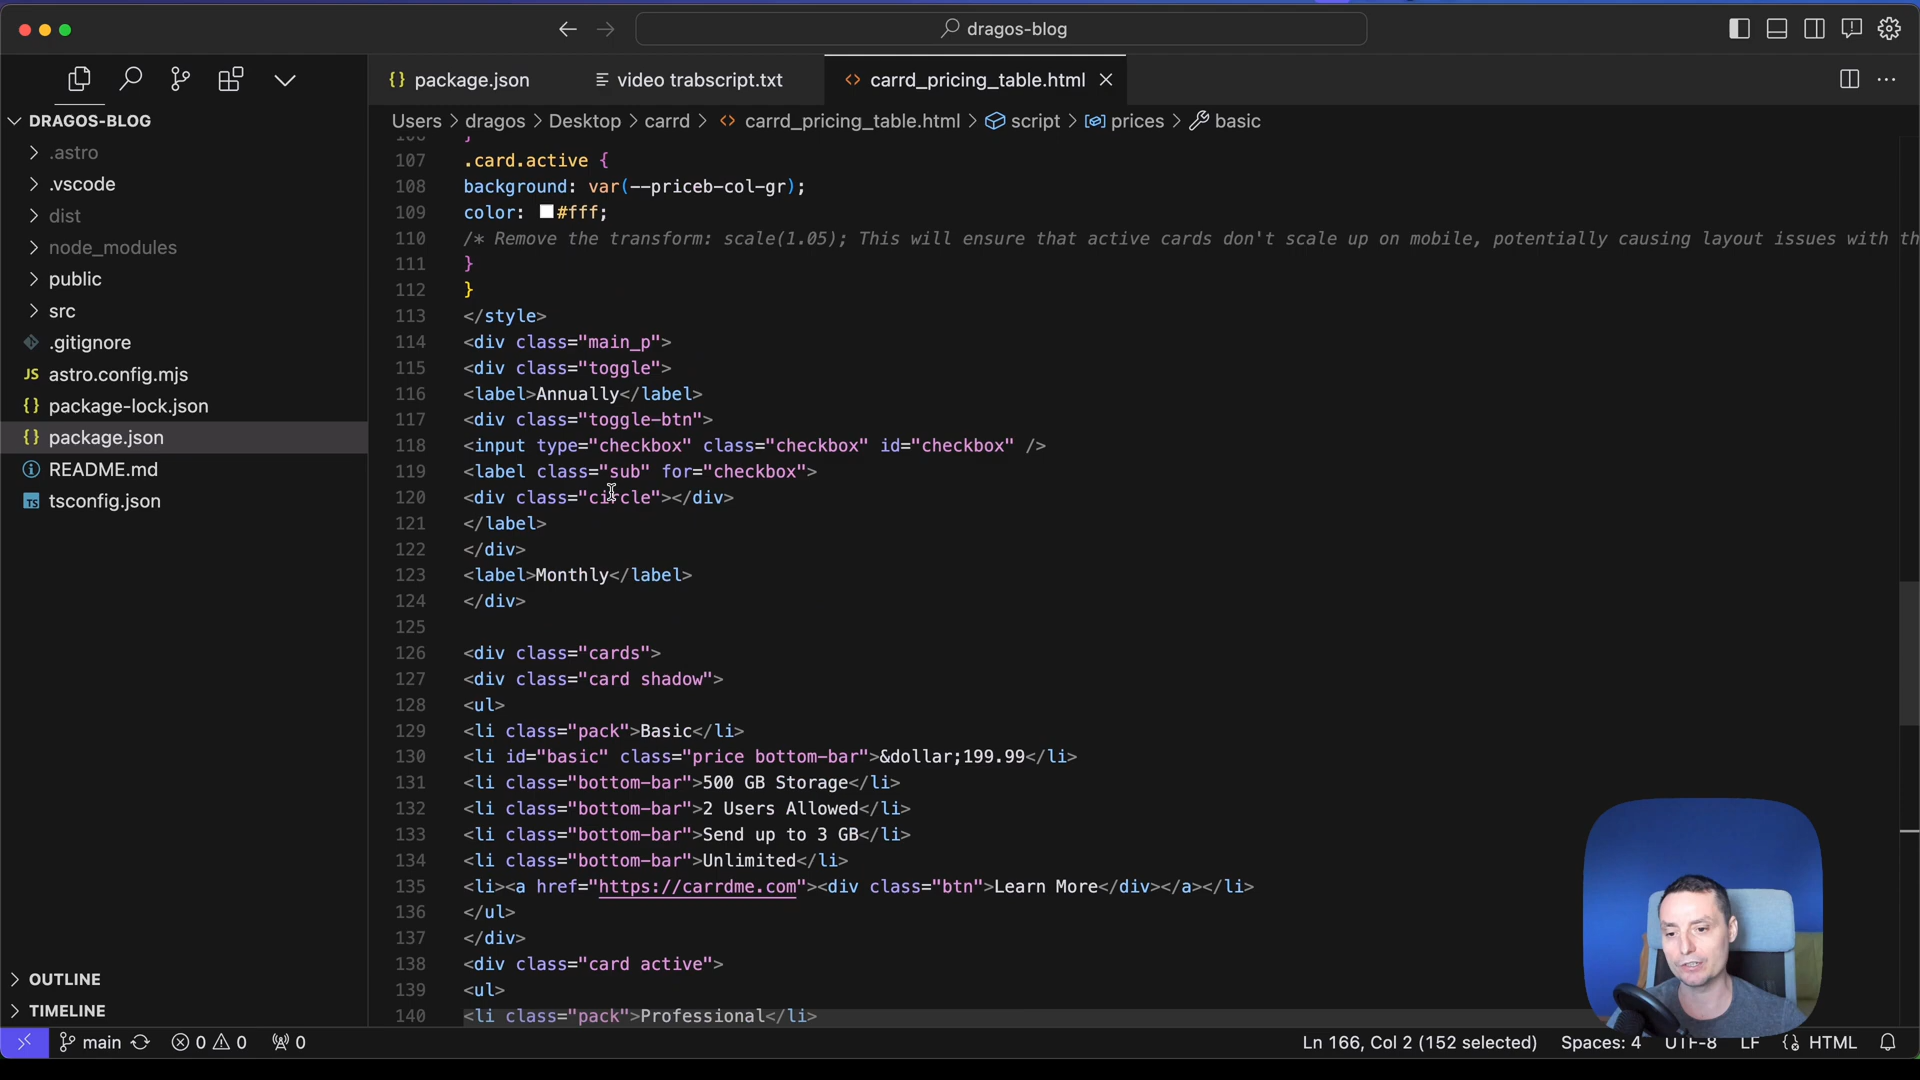 dragos-blog
package.json
video trabscript.txt
carrd_pricing_table.html
DRAGOS-BLOG
.astro
.vscode
dist
node_modules
public
src
.gitignore
JS astro.config.mjs
{} package-lock.json
{} package.json
README.md
TS tsconfig.json
OUTLINE
TIMELINE
Users > dragos > Desktop > carrd > carrd_pricing_table.html > script > prices > basic
107 .card.active {
108 background: var(--priceb-col-gr);
109 color: #fff;
110 /* Remove the transform: scale(1.05); This will ensure that active cards don't scale up on mobile, potentially causing layout issues with th
111 }
112 }
113 </style>
114 <div class="main_p">
115 <div class="toggle">
116 <label>Annually</label>
117 <div class="toggle-btn">
118 <input type="checkbox" class="checkbox" id="checkbox" />
119 <label class="sub" for="checkbox">
120 <div class="circle"></div>
121 </label>
122 </div>
123 <label>Monthly</label>
124 </div>
125
126 <div class="cards">
127 <div class="card shadow">
128 <ul>
129 <li class="pack">Basic</li>
130 <li id="basic" class="price bottom-bar">&dollar;199.99</li>
131 <li class="bottom-bar">500 GB Storage</li>
132 <li class="bottom-bar">2 Users Allowed</li>
133 <li class="bottom-bar">Send up to 3 GB</li>
134 <li class="bottom-bar">Unlimited</li>
135 <li><a href="https://carrdme.com"><div class="btn">Learn More</div></a></li>
136 </ul>
137 </div>
138 <div class="card active">
139 <ul>
140 <li class="pack">Professional</li>
main 0 0 0 Ln 166, Col 2 (152 selected) Spaces: 4 UTF-8 LF HTML